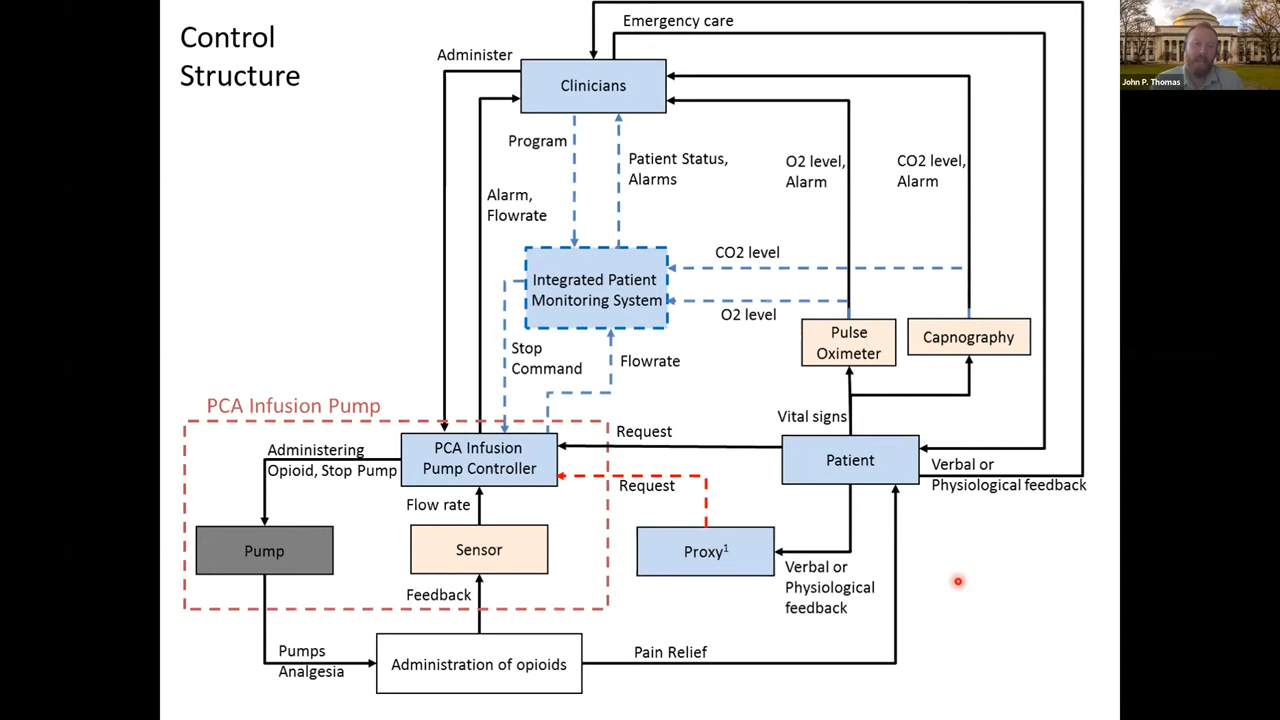 Control
Structure
Emergency care
Administer
Clinicians
John P. Thomas
Program
Patient Status,
Alarms
O2 level,
Alarm
CO2 level,
Alarm
Alarm,
Flowrate
CO2 level
Integrated Patient
Monitoring System
O2 level
Pulse
Oximeter
Capnography
Stop
Command
Flowrate
PCA Infusion Pump
Vital signs
Administering
Opioid, Stop Pump
PCA Infusion
Pump Controller
Request
Patient
Verbal or
Physiological feedback
Request
Flow rate
Pump
Sensor
Proxy1
Feedback
Verbal or
Physiological
feedback
Pumps
Analgesia
Administration of opioids
Pain Relief